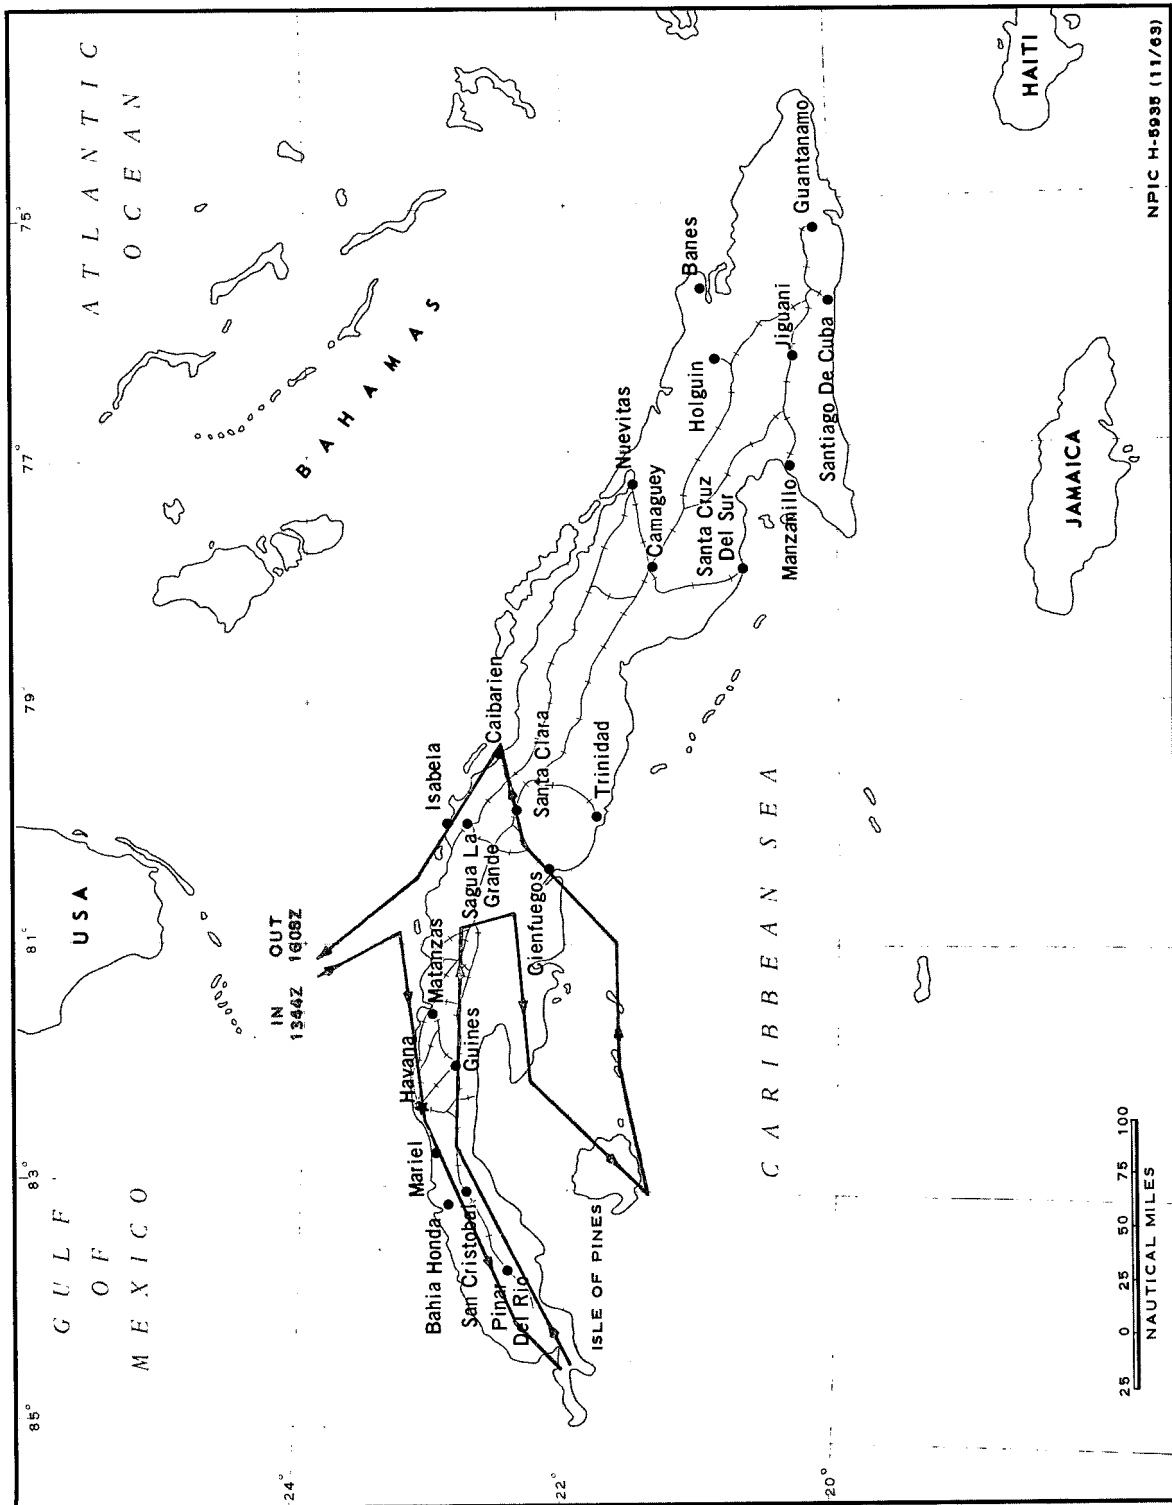 85°
83°
81°
79°
77°
75°
GULF
OF
MEXICO
USA
ATLANTIC
OCEAN
IN
1344Z
OUT
1608Z
BAHAMAS
24°
22°
20°
Havana
Matanzas
Mariel
Bahia Honda
San Cristobal
Pinar
Del Rio
Guines
Isabela
Sagua La
Grande
Caibarien
Santa Clara
Cienfuegos
Trinidad
ISLE OF PINES
Nuevitas
Camaguey
Santa Cruz
Del Sur
Holguin
Banes
Manzanillo
Jiguani
Santiago De Cuba
Guantanamo
CARIBBEAN SEA
JAMAICA
HAITI
25 0 25 50 75 100
NAUTICAL MILES
NPIC H-5935 (11/63)